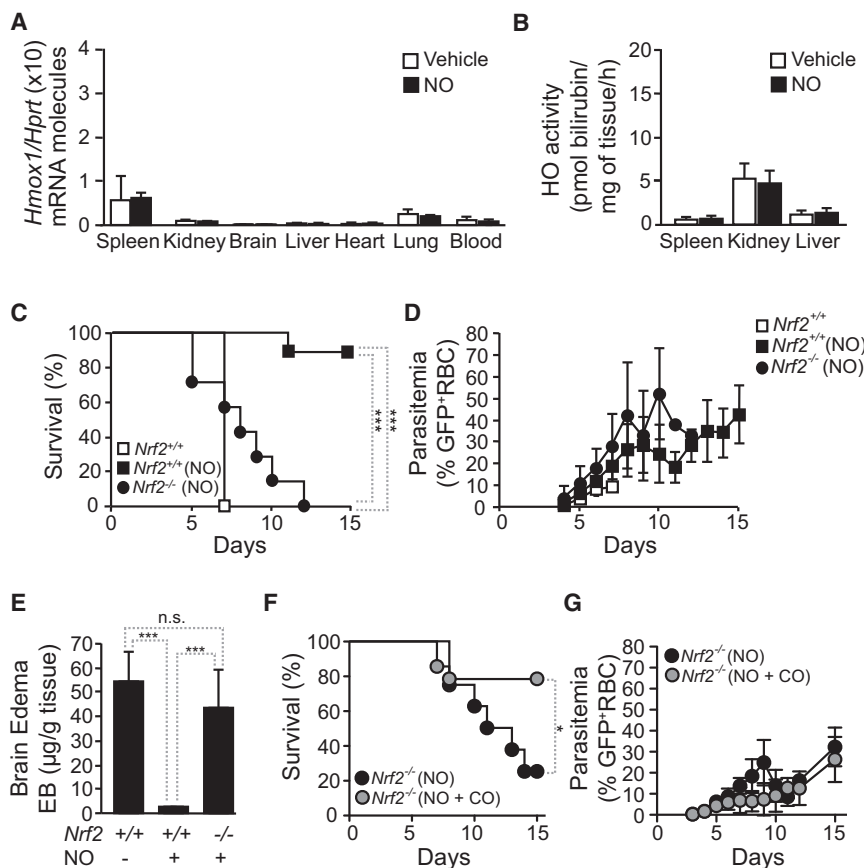 A
Hmox1/Hprt (x10)
mRNA molecules
4
3
2
1
0
Vehicle
NO
Spleen Kidney Brain Liver Heart Lung Blood
B
HO activity
(pmol bilirubin/
mg of tissue/h)
20
15
10
5
0
Vehicle
NO
Spleen Kidney Liver
C
Survival (%)
100
80
60
40
20
0
Nrf2+/+
Nrf2+/+ (NO)
Nrf2-/- (NO)
***
***
0 5 10 15
Days
D
Parasitemia
(% GFP+RBC)
80
70
60
50
40
30
20
10
0
Nrf2+/+
Nrf2+/+(NO)
Nrf2-/- (NO)
0 5 10 15
Days
E
Brain Edema
EB (µg/g tissue)
70
60
50
40
30
20
10
0
n.s.
***
***
Nrf2 +/+ +/+ -/-
NO - + +
F
Survival (%)
100
80
60
40
20
0
Nrf2-/- (NO)
Nrf2-/- (NO + CO)
*
0 5 10 15
Days
G
Parasitemia
(% GFP+RBC)
80
70
60
50
40
30
20
10
0
Nrf2-/- (NO)
Nrf2-/- (NO + CO)
0 5 10 15
Days